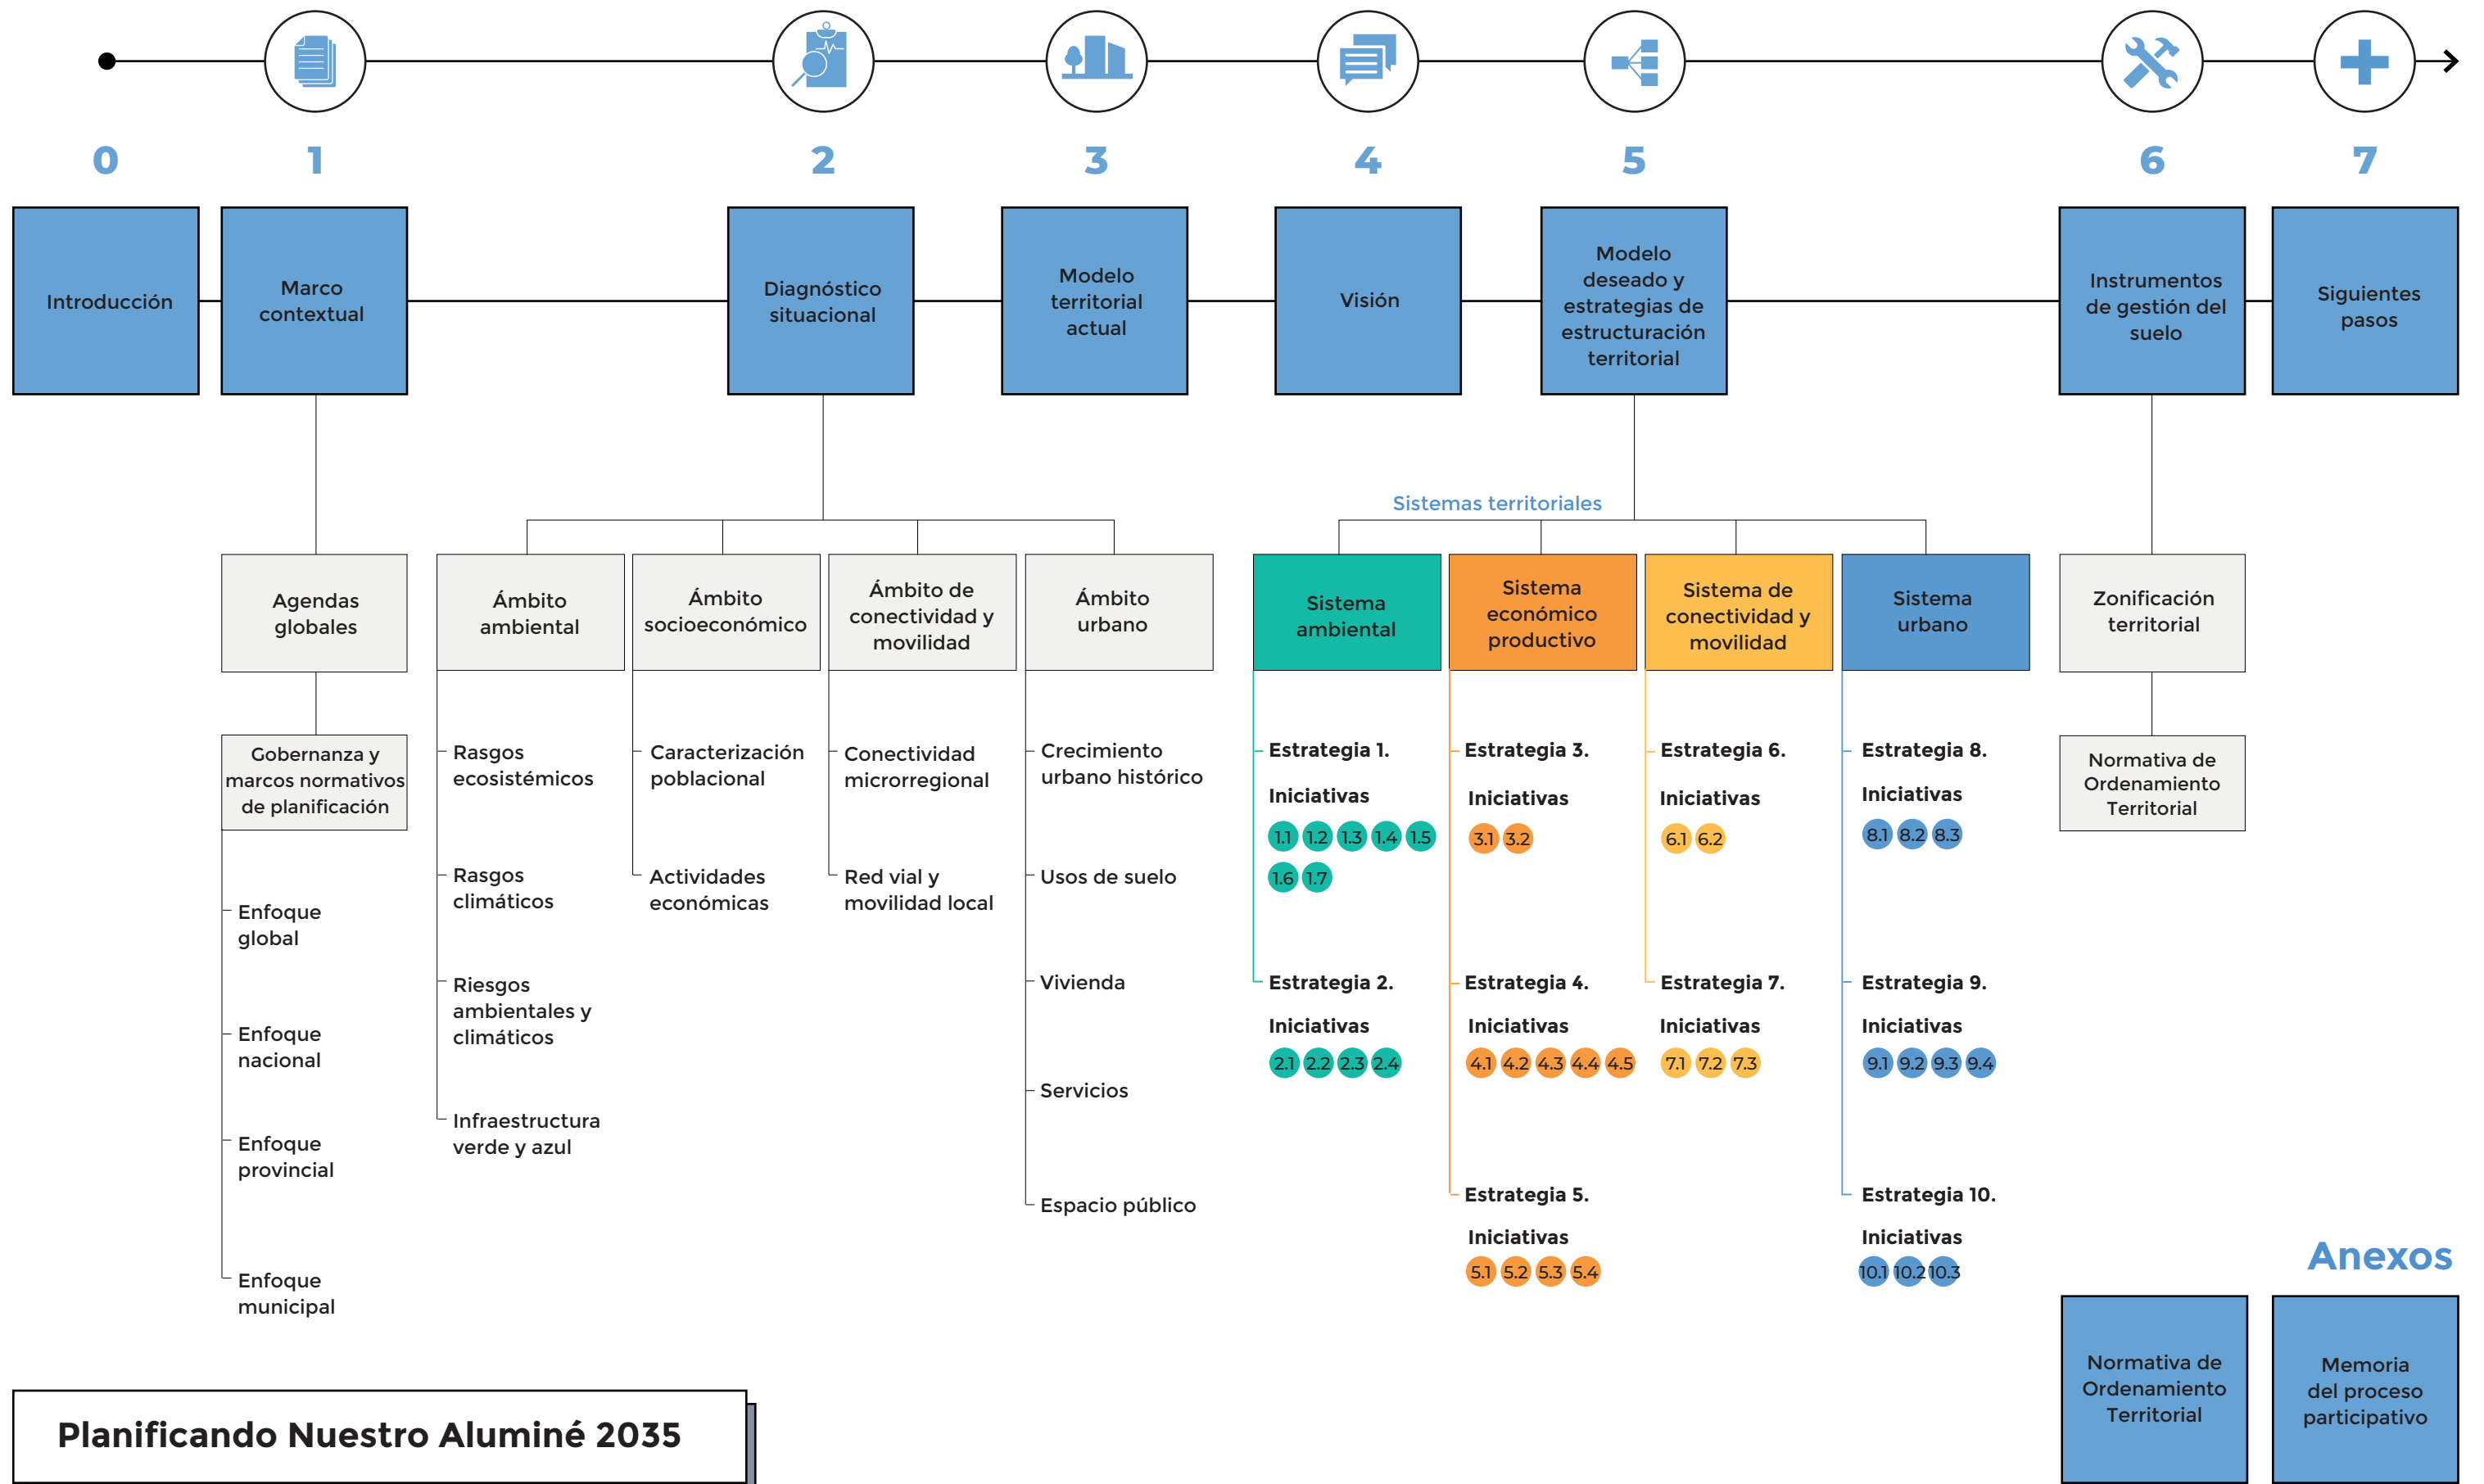 0
1
2
3
4
5
6
7
Introducción
Marco
contextual
Diagnóstico
situacional
Modelo
territorial
actual
Visión
Modelo
deseado y
estrategias de
estructuración
territorial
Instrumentos
de gestión del
suelo
Siguientes
pasos
Agendas
globales
Gobernanza y
marcos normativos
de planificación
Enfoque
global
Enfoque
nacional
Enfoque
provincial
Enfoque
municipal
Ámbito
ambiental
Rasgos
ecosistémicos
Rasgos
climáticos
Riesgos
ambientales y
climáticos
Infraestructura
verde y azul
Ámbito
socioeconómico
Caracterización
poblacional
Actividades
económicas
Ámbito de
conectividad y
movilidad
Conectividad
microrregional
Red vial y
movilidad local
Ámbito
urbano
Crecimiento
urbano histórico
Usos de suelo
Vivienda
Servicios
Espacio público
Sistemas territoriales
Sistema
ambiental
Estrategia 1.
Iniciativas
1.1 1.2 1.3 1.4 1.5
1.6 1.7
Estrategia 2.
Iniciativas
2.1 2.2 2.3 2.4
Sistema
económico
productivo
Estrategia 3.
Iniciativas
3.1 3.2
Estrategia 4.
Iniciativas
4.1 4.2 4.3 4.4 4.5
Estrategia 5.
Iniciativas
5.1 5.2 5.3 5.4
Sistema de
conectividad y
movilidad
Estrategia 6.
Iniciativas
6.1 6.2
Estrategia 7.
Iniciativas
7.1 7.2 7.3
Sistema
urbano
Estrategia 8.
Iniciativas
8.1 8.2 8.3
Estrategia 9.
Iniciativas
9.1 9.2 9.3 9.4
Estrategia 10.
Iniciativas
10.1 10.2 10.3
Zonificación
territorial
Normativa de
Ordenamiento
Territorial
Anexos
Normativa de
Ordenamiento
Territorial
Memoria
del proceso
participativo
Planificando Nuestro Aluminé 2035